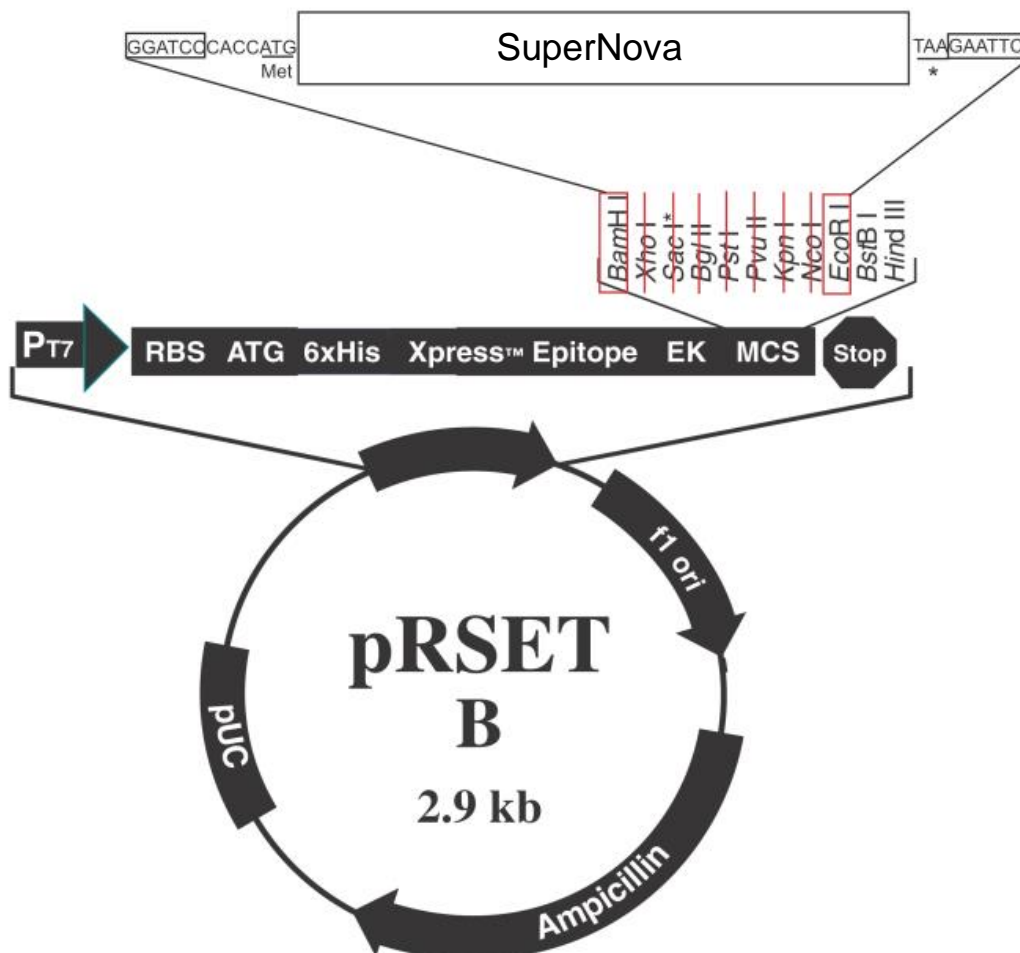 GGATCCCACCATG
SuperNova
TAAGAATTC
Met
*
BamH I
Xho I
Sac I*
Bgl II
Pst I
Pvu II
Kpn I
Nco I
EcoR I
BstB I
Hind III
PT7
RBS ATG 6xHis Xpress™ Epitope EK MCS
Stop
f1 ori
pRSET
B
2.9 kb
pUC
Ampicillin